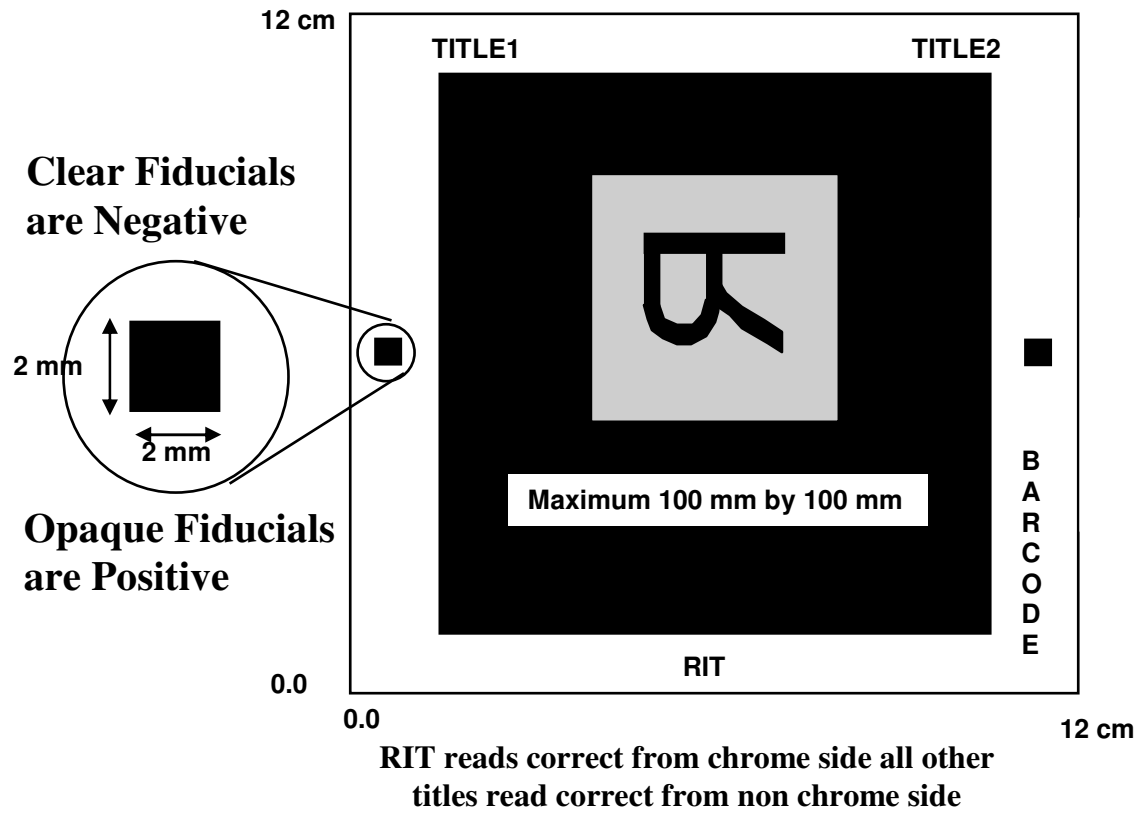 12 cm
TITLE1
TITLE2
Clear Fiducials
are Negative
2 mm
2 mm
R
Maximum 100 mm by 100 mm
Opaque Fiducials
are Positive
BARCODE
RIT
0.0
0.0
12 cm
RIT reads correct from chrome side all other
titles read correct from non chrome side